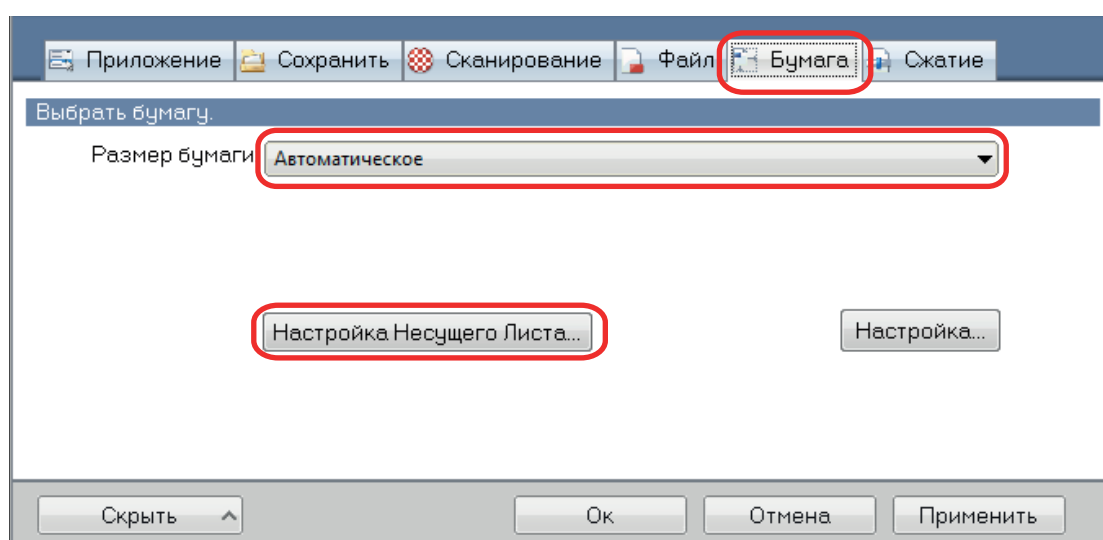 Приложение Сохранить Сканирование Файл Бумага Сжатие
Выбрать бумагу.
Размер бумаги Автоматическое
Настройка Несущего Листа... Настройка...
Скрыть Ок Отмена Применить